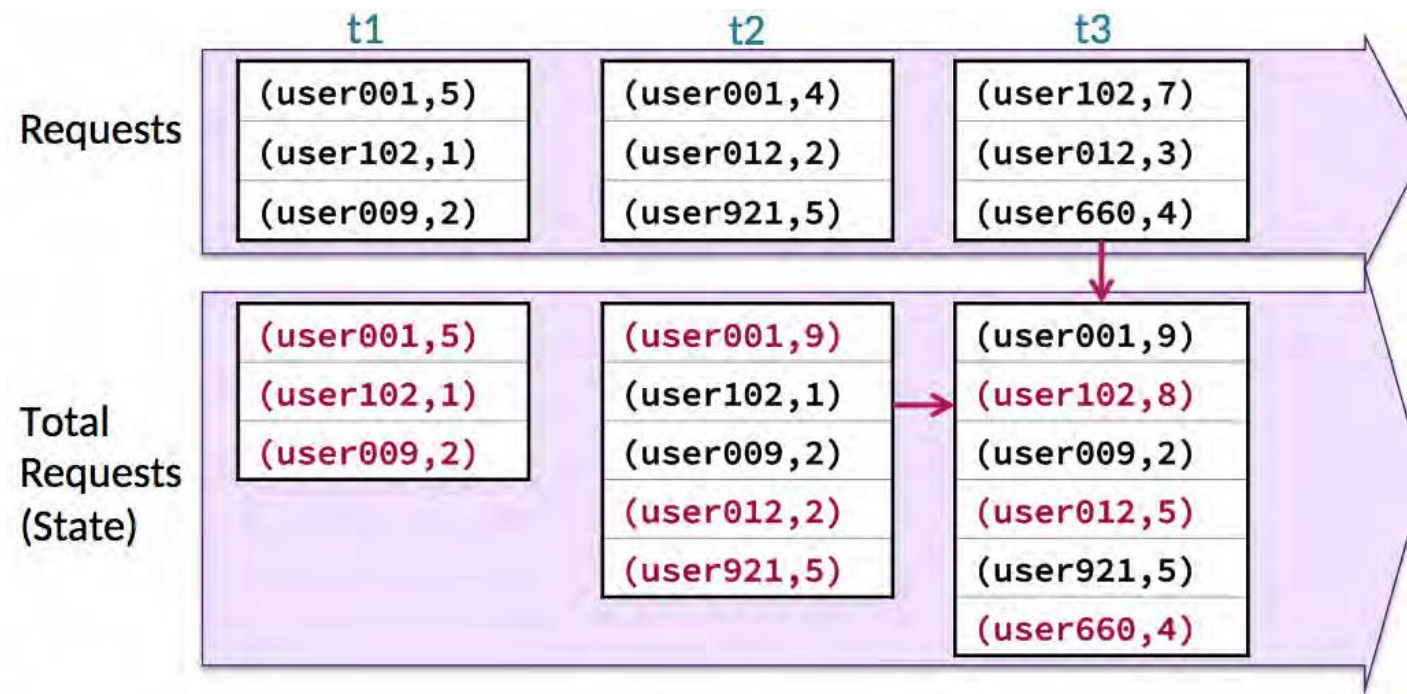 t1 t2 t3
Requests
(user001,5) (user001,4) (user102,7)
(user102,1) (user012,2) (user012,3)
(user009,2) (user921,5) (user660,4)
Total
Requests
(State)
(user001,5) (user001,9) (user001,9)
(user102,1) (user102,1) (user102,8)
(user009,2) (user009,2) (user009,2)
(user012,2) (user012,5)
(user921,5) (user921,5)
(user660,4)